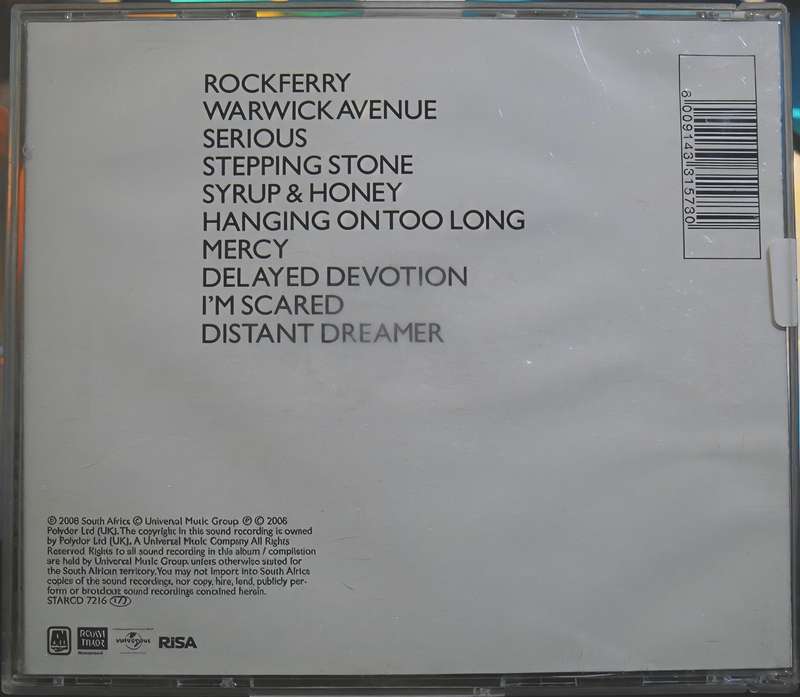 ROCKFERRY
WARWICK AVENUE
SERIOUS
STEPPING STONE
SYRUP & HONEY
HANGING ON TOO LONG
MERCY
DELAYED DEVOTION
I'M SCARED
DISTANT DREAMER
8 009143 315730
℗ 2008 South Africa © Universal Music Group ℗ © 2008
Polydor Ltd (UK). The copyright in this sound recording is owned
by Polydor Ltd (UK). A Universal Music Company All Rights
Reserved Rights to all sound recording in this album / compilation
are held by Universal Music Group, unless otherwise stated for
the South African territory. You may not import into South Africa
copies of the sound recordings, nor copy, hire, lend, publicly per-
form or broadcast sound recordings contained herein.
STARCD 7216
A&M
UNIVERSAL
RiSA